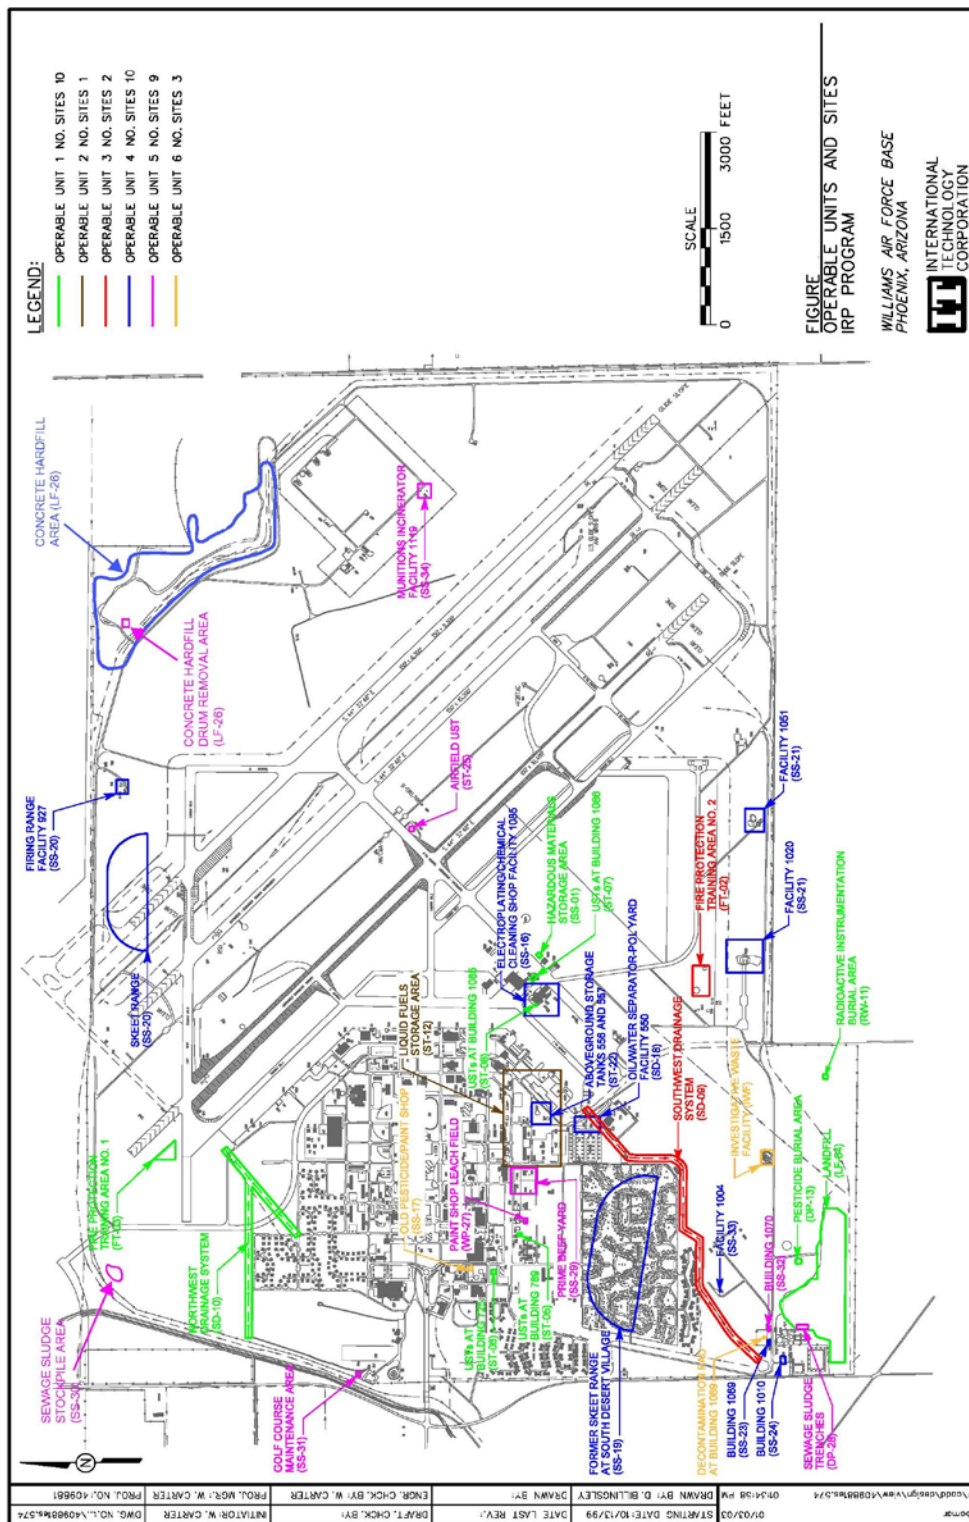 LEGEND:
OPERABLE UNIT 1 NO. SITES 10
OPERABLE UNIT 2 NO. SITES 1
OPERABLE UNIT 3 NO. SITES 2
OPERABLE UNIT 4 NO. SITES 10
OPERABLE UNIT 5 NO. SITES 9
OPERABLE UNIT 6 NO. SITES 3
SCALE
0 1500 3000 FEET
FIGURE
OPERABLE UNITS AND SITES
IRP PROGRAM
WILLIAMS AIR FORCE BASE
PHOENIX, ARIZONA
INTERNATIONAL
TECHNOLOGY
CORPORATION
CONCRETE HARDFILL
AREA (LF-26)
CONCRETE HARDFILL
DRUM REMOVAL AREA
(LF-26)
MUNITIONS INCINERATOR
FACILITY 1119
(SS-34)
FIRING RANGE
FACILITY 927
(SS-20)
SKEET RANGE
(SS-20)
AIRFIELD UST
(ST-25)
FACILITY 1051
(SS-21)
FACILITY 1020
(SS-21)
FIRE PROTECTION
TRAINING AREA NO. 2
(FT-02)
HAZARDOUS MATERIALS
STORAGE AREA
(SS-01)
USTs AT BUILDING 1086
(ST-07)
ELECTROPLATING/CHEMICAL
CLEANING SHOP FACILITY 1085
(SS-16)
USTs AT BUILDING 1085
(ST-06)
LIQUID FUELS
STORAGE AREA
(ST-12)
ABOVEGROUND STORAGE
TANKS 556 AND 557
(ST-22)
OIL/WATER SEPARATOR-POL YARD
FACILITY 550
(SD-18)
SOUTHWEST DRAINAGE
SYSTEM
(SD-09)
RADIOACTIVE INSTRUMENTATION
BURIAL AREA
(RW-11)
INVESTIGATIVE WASTE
FACILITY (IWF)
PESTICIDE BURIAL AREA
(DP-13)
LANDFILL
(LF-04)
FIRE PROTECTION
TRAINING AREA NO. 1
(FT-03)
NORTHWEST
DRAINAGE SYSTEM
(SD-10)
OLD PESTICIDE/PAINT SHOP
(SS-17)
PAINT SHOP LEACH FIELD
(WP-27)
PRIME BEEF YARD
(SS-29)
USTs AT
BUILDING 789
(ST-05)
USTs AT
BUILDING 725
FACILITY 1004
(SS-33)
BUILDING 1070
(SS-32)
SEWAGE SLUDGE
STOCKPILE AREA
(SS-30)
GOLF COURSE
MAINTENANCE AREA
(SS-31)
FORMER SKEET RANGE
AT SOUTH DESERT VILLAGE
(SS-19)
DECONTAMINATION PAD
AT BUILDING 1069
BUILDING 1069
(SS-23)
BUILDING 1010
(SS-24)
SEWAGE SLUDGE
TRENCHES
(DP-28)
N
GLIDE SLOPE
STARTING DATE: 10/13/99
DRAWN BY: D. BILLINGSLEY
DATE LAST REV.:
DRAWN BY:
DRAFT. CHCK. BY:
ENGR. CHCK. BY: W. CARTER
INITIATOR: W. CARTER
PROJ. MGR.: W. CARTER
PROJ. NO.: 409881
01/03/03